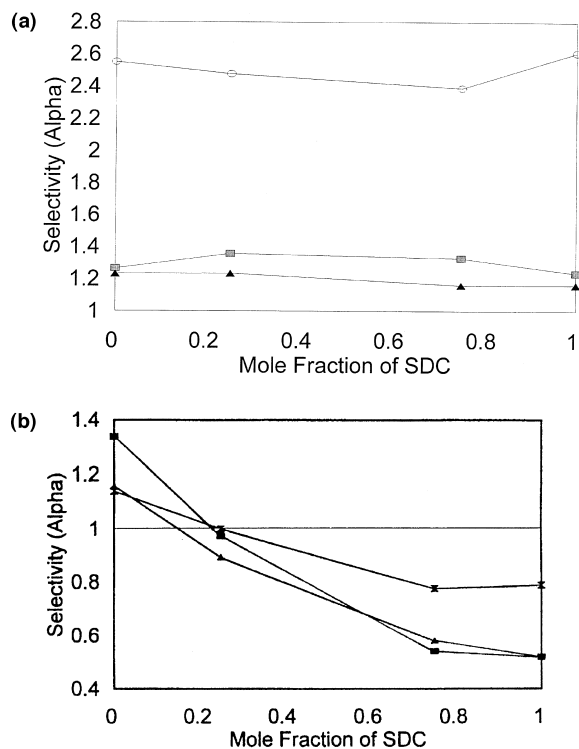 (a)
2.8
2.6
2.4
2.2
2
1.8
1.6
1.4
1.2
1
Selectivity (Alpha)
0 0.2 0.4 0.6 0.8 1
Mole Fraction of SDC
(b)
1.4
1.2
1
0.8
0.6
0.4
Selectivity (Alpha)
0 0.2 0.4 0.6 0.8 1
Mole Fraction of SDC